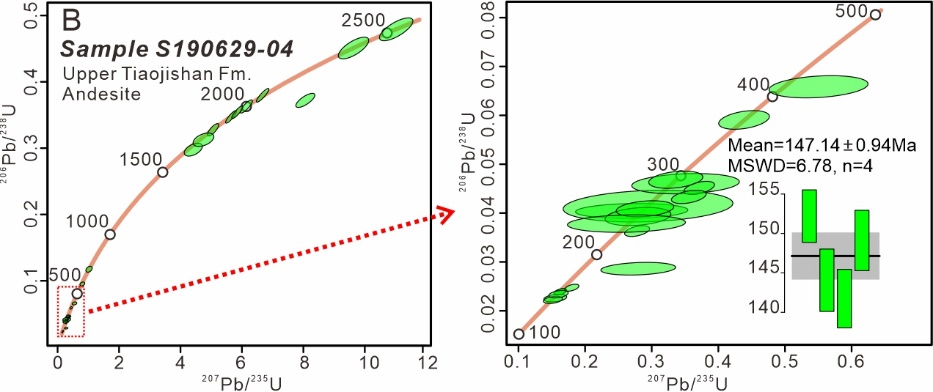 B
Sample S190629-04
Upper Tiaojishan Fm.
Andesite
2500
2000
1500
1000
500
0.5
0.4
0.3
0.2
0.1
²⁰⁶Pb/²³⁸U
0 2 4 6 8 10 12
²⁰⁷Pb/²³⁵U
500
400
300
200
100
0.08
0.07
0.06
0.05
0.04
0.03
0.02
²⁰⁶Pb/²³⁸U
Mean=147.14±0.94Ma
MSWD=6.78, n=4
155
150
145
140
0.1 0.2 0.3 0.4 0.5 0.6
²⁰⁷Pb/²³⁵U